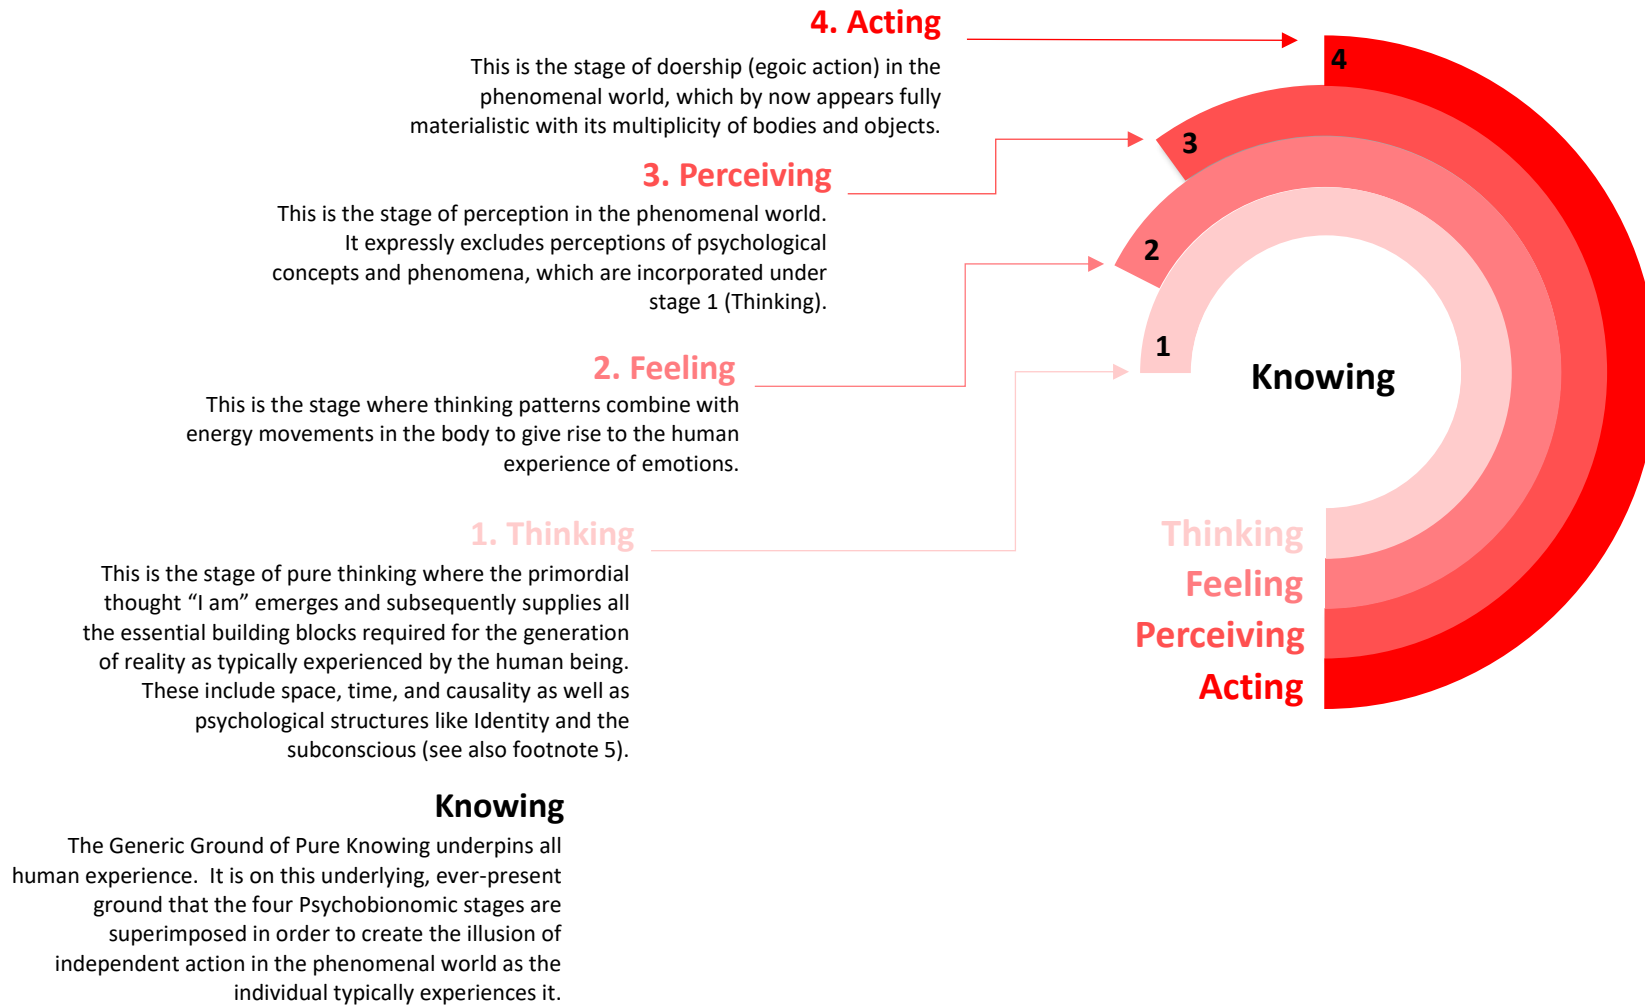 4. Acting
This is the stage of doership (egoic action) in the
phenomenal world, which by now appears fully
materialistic with its multiplicity of bodies and objects.
3. Perceiving
This is the stage of perception in the phenomenal world.
It expressly excludes perceptions of psychological
concepts and phenomena, which are incorporated under
stage 1 (Thinking).
2. Feeling
This is the stage where thinking patterns combine with
energy movements in the body to give rise to the human
experience of emotions.
1. Thinking
This is the stage of pure thinking where the primordial
thought “I am” emerges and subsequently supplies all
the essential building blocks required for the generation
of reality as typically experienced by the human being.
These include space, time, and causality as well as
psychological structures like Identity and the
subconscious (see also footnote 5).
Knowing
The Generic Ground of Pure Knowing underpins all
human experience.  It is on this underlying, ever-present
ground that the four Psychobionomic stages are
superimposed in order to create the illusion of
independent action in the phenomenal world as the
individual typically experiences it.
4
3
2
1
Knowing
Thinking
Feeling
Perceiving
Acting